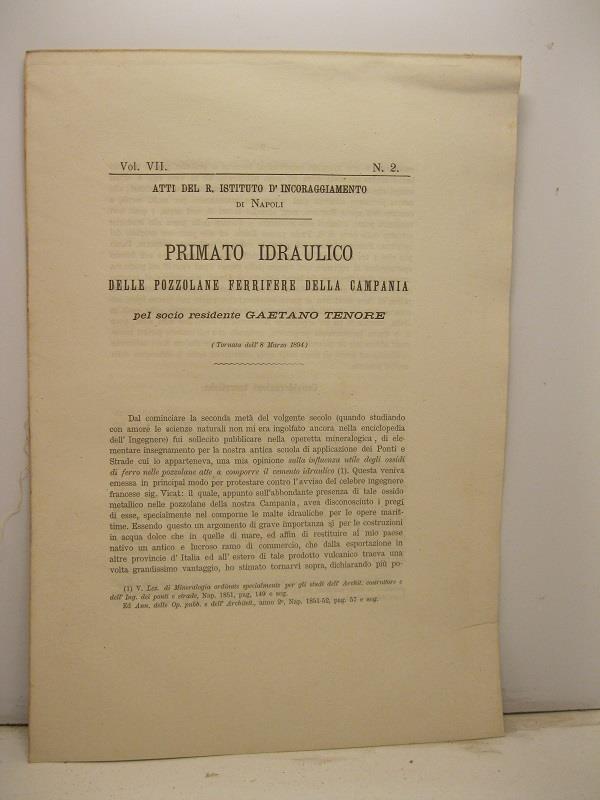 Vol. VII. N. 2.
ATTI DEL R. ISTITUTO D' INCORAGGIAMENTO
DI NAPOLI
PRIMATO IDRAULICO
DELLE POZZOLANE FERRIFERE DELLA CAMPANIA
pel socio residente GAETANO TENORE
(Tornata dell' 8 Marzo 1894)
Dal cominciare la seconda metà del volgente secolo (quando studiando
con amore le scienze naturali non mi era ingolfato ancora nella enciclopedia
dell' Ingegnere) fui sollecito pubblicare nella operetta mineralogica, di ele-
mentare insegnamento per la nostra antica scuola di applicazione dei Ponti e
Strade cui io apparteneva, una mia opinione sulla influenza utile degli ossidi
di ferro nelle pozzolane atte a comporre il cemento idraulico (1). Questa veniva
emessa in principal modo per protestare contro l'avviso del celebre ingegnere
francese sig. Vicat: il quale, appunto sull'abbondante presenza di tale ossido
metallico nelle pozzolane della nostra Campania, avea disconosciuto i pregi
di esse, specialmente nel comporne le malte idrauliche per le opere marit-
time. Essendo questo un argomento di grave importanza sì per le costruzioni
in acqua dolce che in quelle di mare, ed affin di restituire al mio paese
nativo un antico e lucroso ramo di commercio, che dalla esportazione in
altre provincie d' Italia ed all' estero di tale prodotto vulcanico traeva una
volta grandissimo vantaggio, ho stimato tornarvi sopra, dichiarando più po-
(1) V. Lez. di Mineralogia ordinata specialmente per gli studî dell' Archit. costruttore e
dell' Ing. dei ponti e strade, Nap. 1851, pag. 149 e seg.
Ed Ann. delle Op. pubb. e dell' Architett., anno 2º, Nap. 1851-52, pag. 57 e seg.